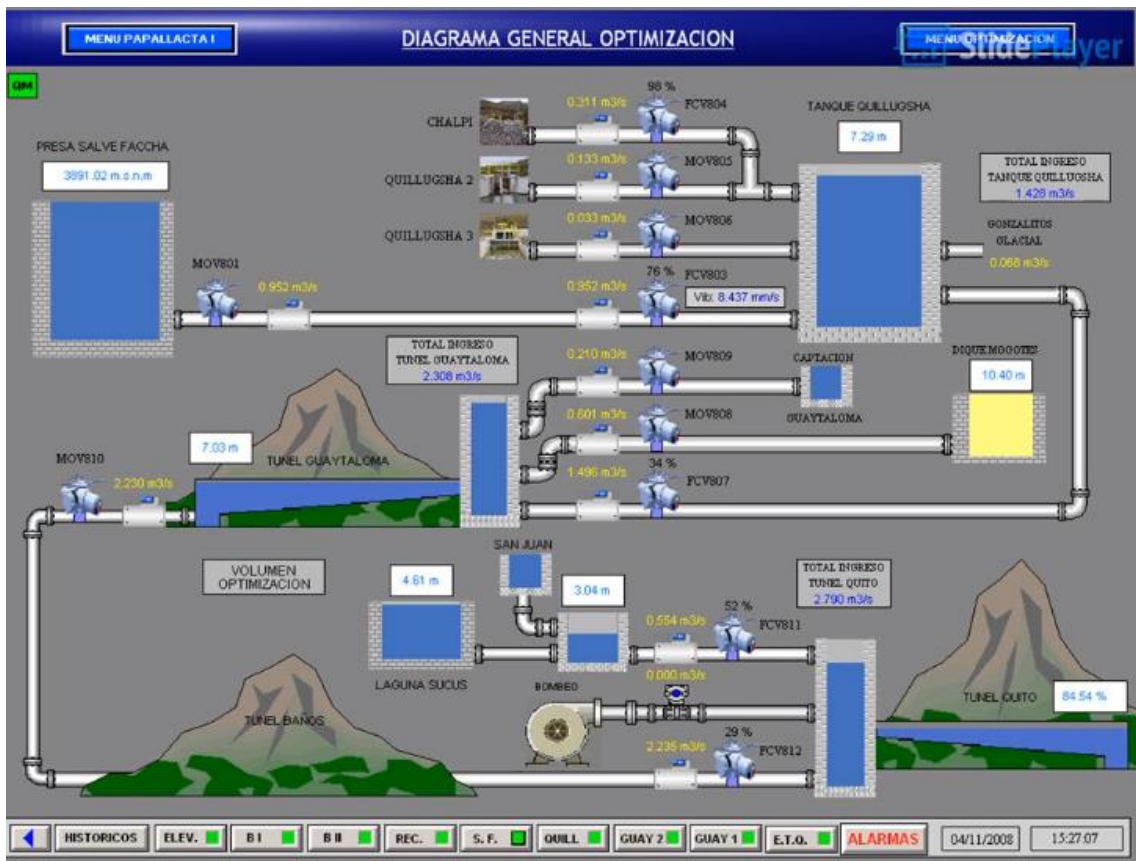 MENU PAPALLACTA I
DIAGRAMA GENERAL OPTIMIZACION
MENU OPTIMIZACION
SlidePlayer
QM
98 %
0.311 m3/s
FCV804
TANQUE QUILLUGSHA
CHALPI
7.29 m
PRESA SALVE FACCHA
3891.02 m.s.n.m
0.133 m3/s
MOV805
TOTAL INGRESO
TANQUE QUILLUGSHA
1.428 m3/s
QUILLUGSHA 2
0.033 m3/s
MOV806
GONZALITOS
GLACIAL
0.068 m3/s
QUILLUGSHA 3
MOV801
0.952 m3/s
0.952 m3/s
76 %
FCV803
Vib: 8.437 mm/s
TOTAL INGRESO
TUNEL GUAYTALOMA
2.308 m3/s
0.210 m3/s
MOV809
CAPTACION
GUAYTALOMA
DIQUE MOGOTES
10.40 m
0.601 m3/s
MOV808
7.03 m
TUNEL GUAYTALOMA
MOV810
2.230 m3/s
1.496 m3/s
34 %
FCV807
SAN JUAN
VOLUMEN
OPTIMIZACION
4.61 m
3.04 m
TOTAL INGRESO
TUNEL QUITO
2.790 m3/s
0.554 m3/s
52 %
FCV811
0.000 m3/s
LAGUNA SUCUS
BOMBEO
TUNEL QUITO
84.54 %
TUNEL BAÑOS
2.235 m3/s
29 %
FCV812
HISTORICOS
ELEV.
B I
B II
REC.
S. F.
QUILL
GUAY 2
GUAY 1
E.T.Q.
ALARMAS
04/11/2008
15:27:07